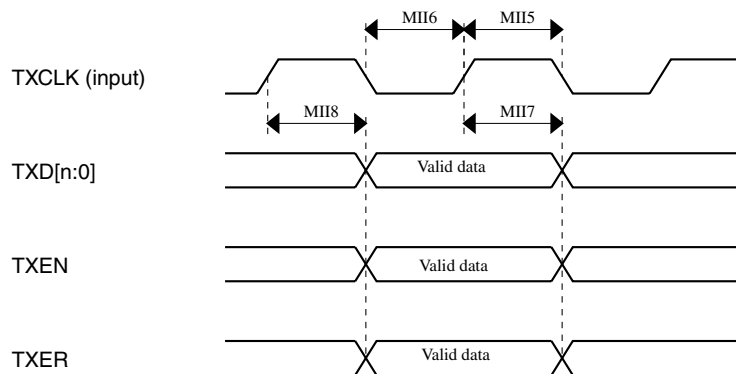 MII6 MII5
TXCLK (input)
MII8 MII7
TXD[n:0] Valid data
TXEN Valid data
TXER Valid data